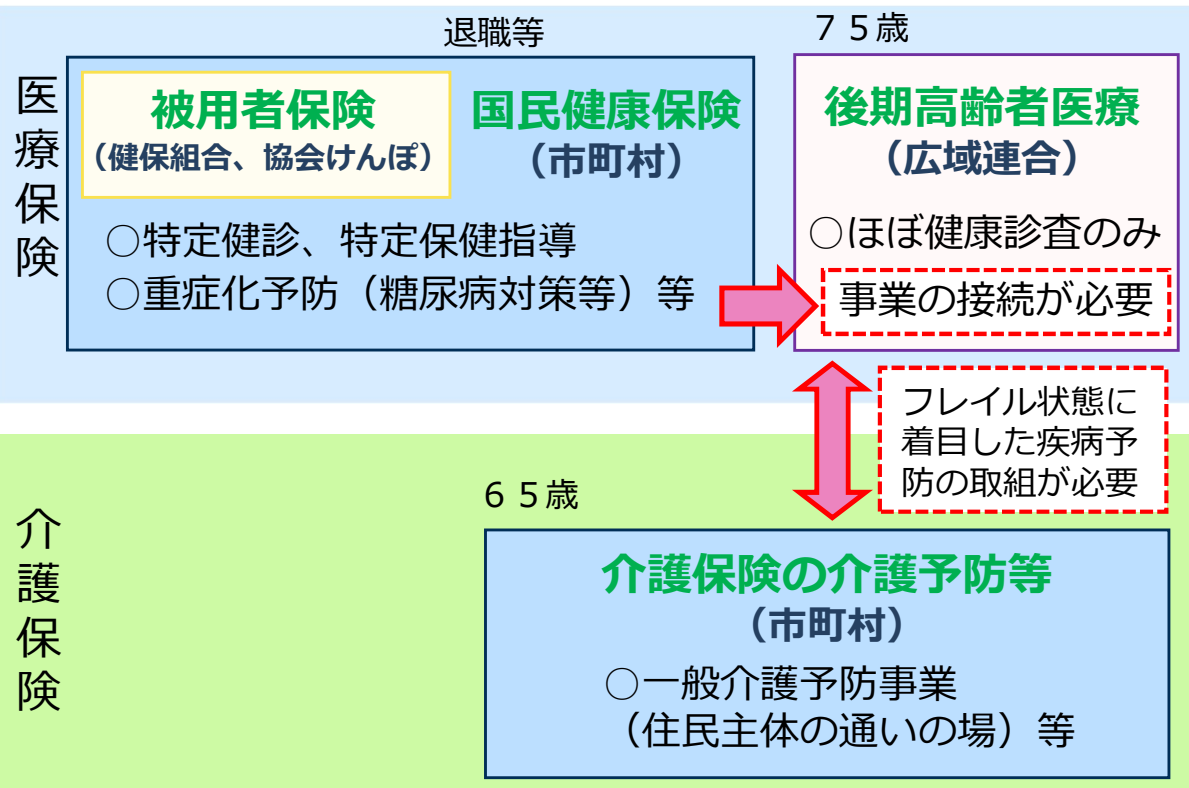 退職等
７５歳
医療保険
被用者保険
（健保組合、協会けんぽ）
国民健康保険
（市町村）
○特定健診、特定保健指導
○重症化予防（糖尿病対策等）等
後期高齢者医療
（広域連合）
○ほぼ健康診査のみ
事業の接続が必要
フレイル状態に
着目した疾病予
防の取組が必要
介護保険
６５歳
介護保険の介護予防等
（市町村）
○一般介護予防事業
（住民主体の通いの場）等